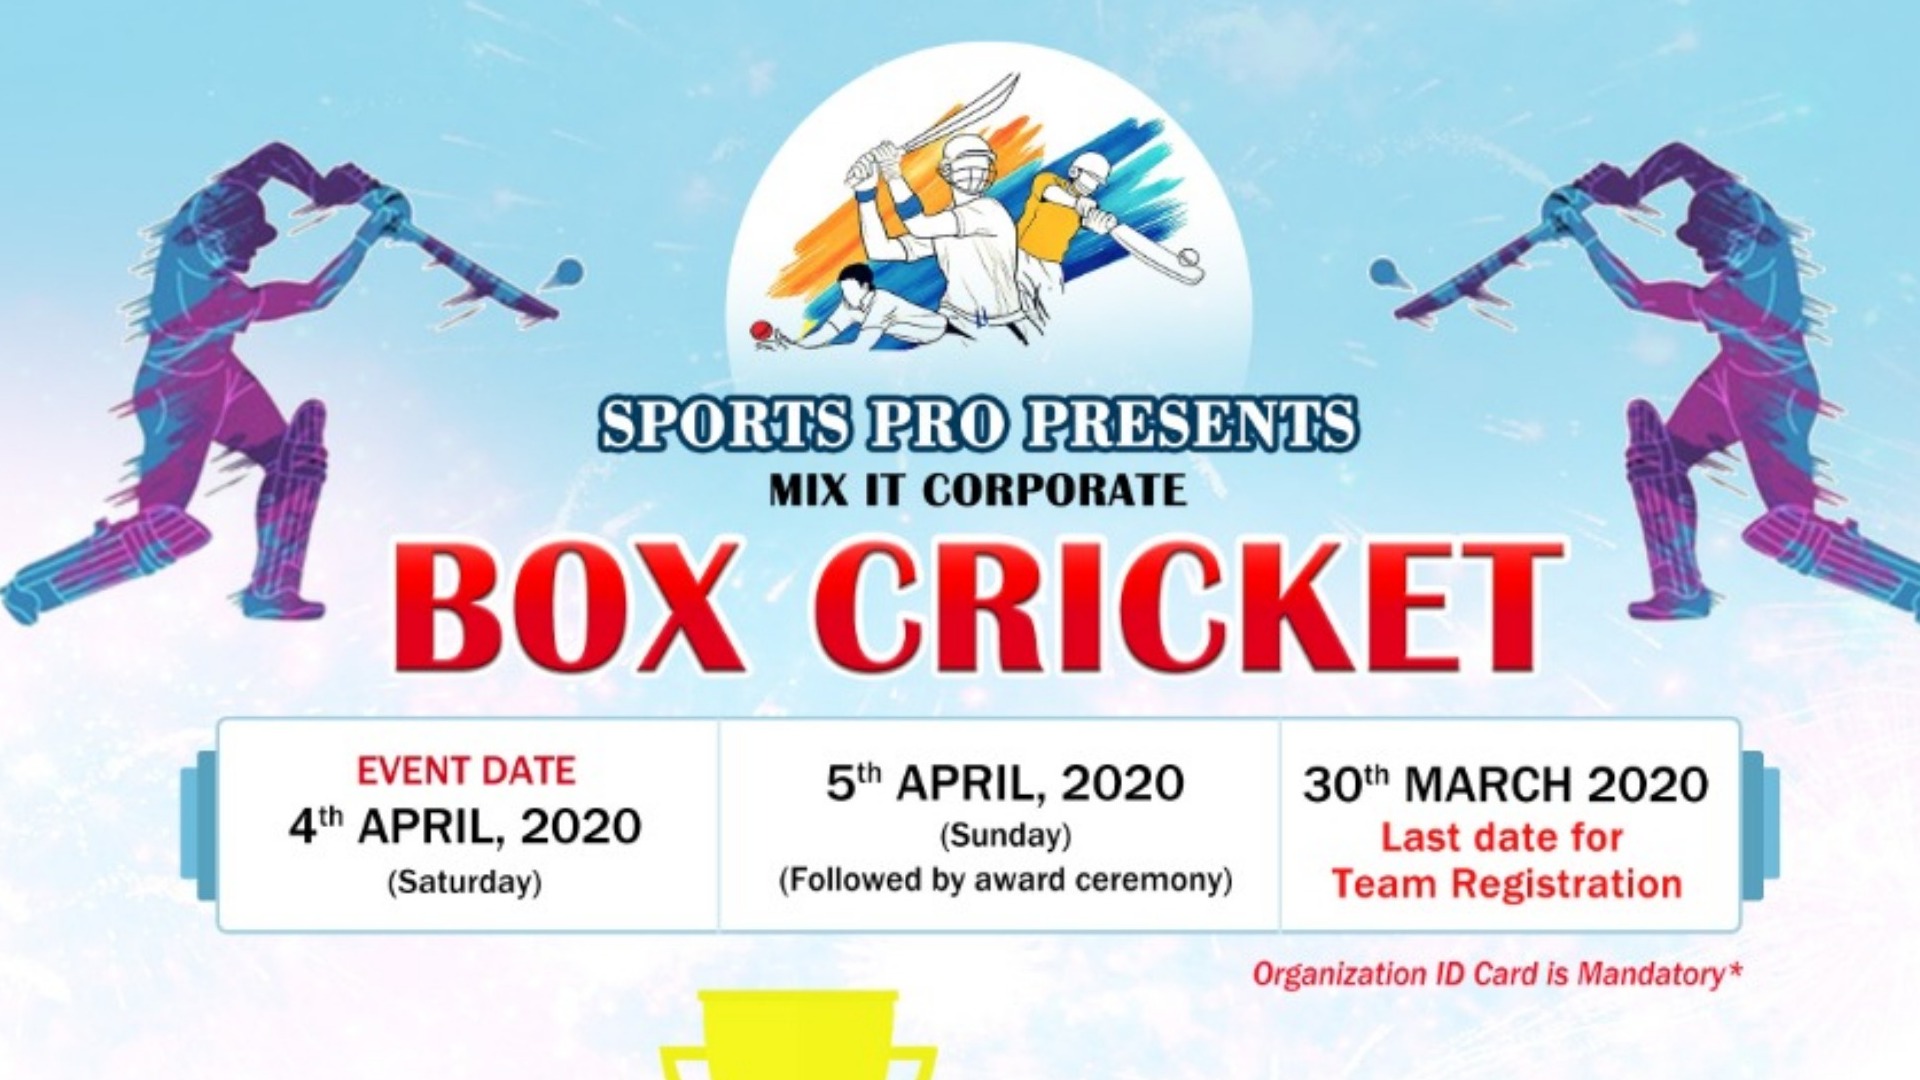 SPORTS PRO PRESENTS
MIX IT CORPORATE
BOX CRICKET
EVENT DATE
4th APRIL, 2020
(Saturday)
5th APRIL, 2020
(Sunday)
(Followed by award ceremony)
30th MARCH 2020
Last date for
Team Registration
Organization ID Card is Mandatory*